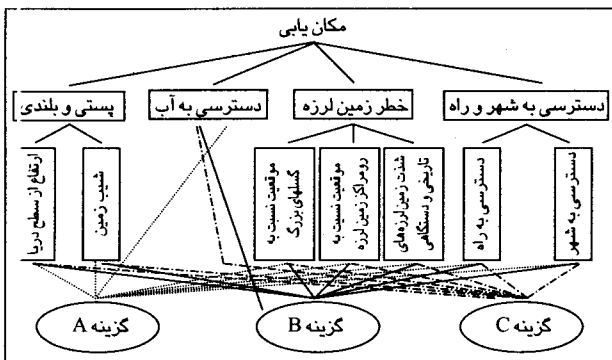 مکان یابی
دسترسی به شهر و راه
خطر زمین لرزه
دسترسی به آب
پستی و بلندی
دسترسی به شهر
دسترسی به راه
شدت زمین لرزه‌های
تاریخی و دستگاهی
موقعیت نسبت به
رومراکز زمین لرزه
موقعیت نسبت به
گسلهای بزرگ
شیب زمین
ارتفاع از سطح دریا
گزینه C
گزینه B
گزینه A